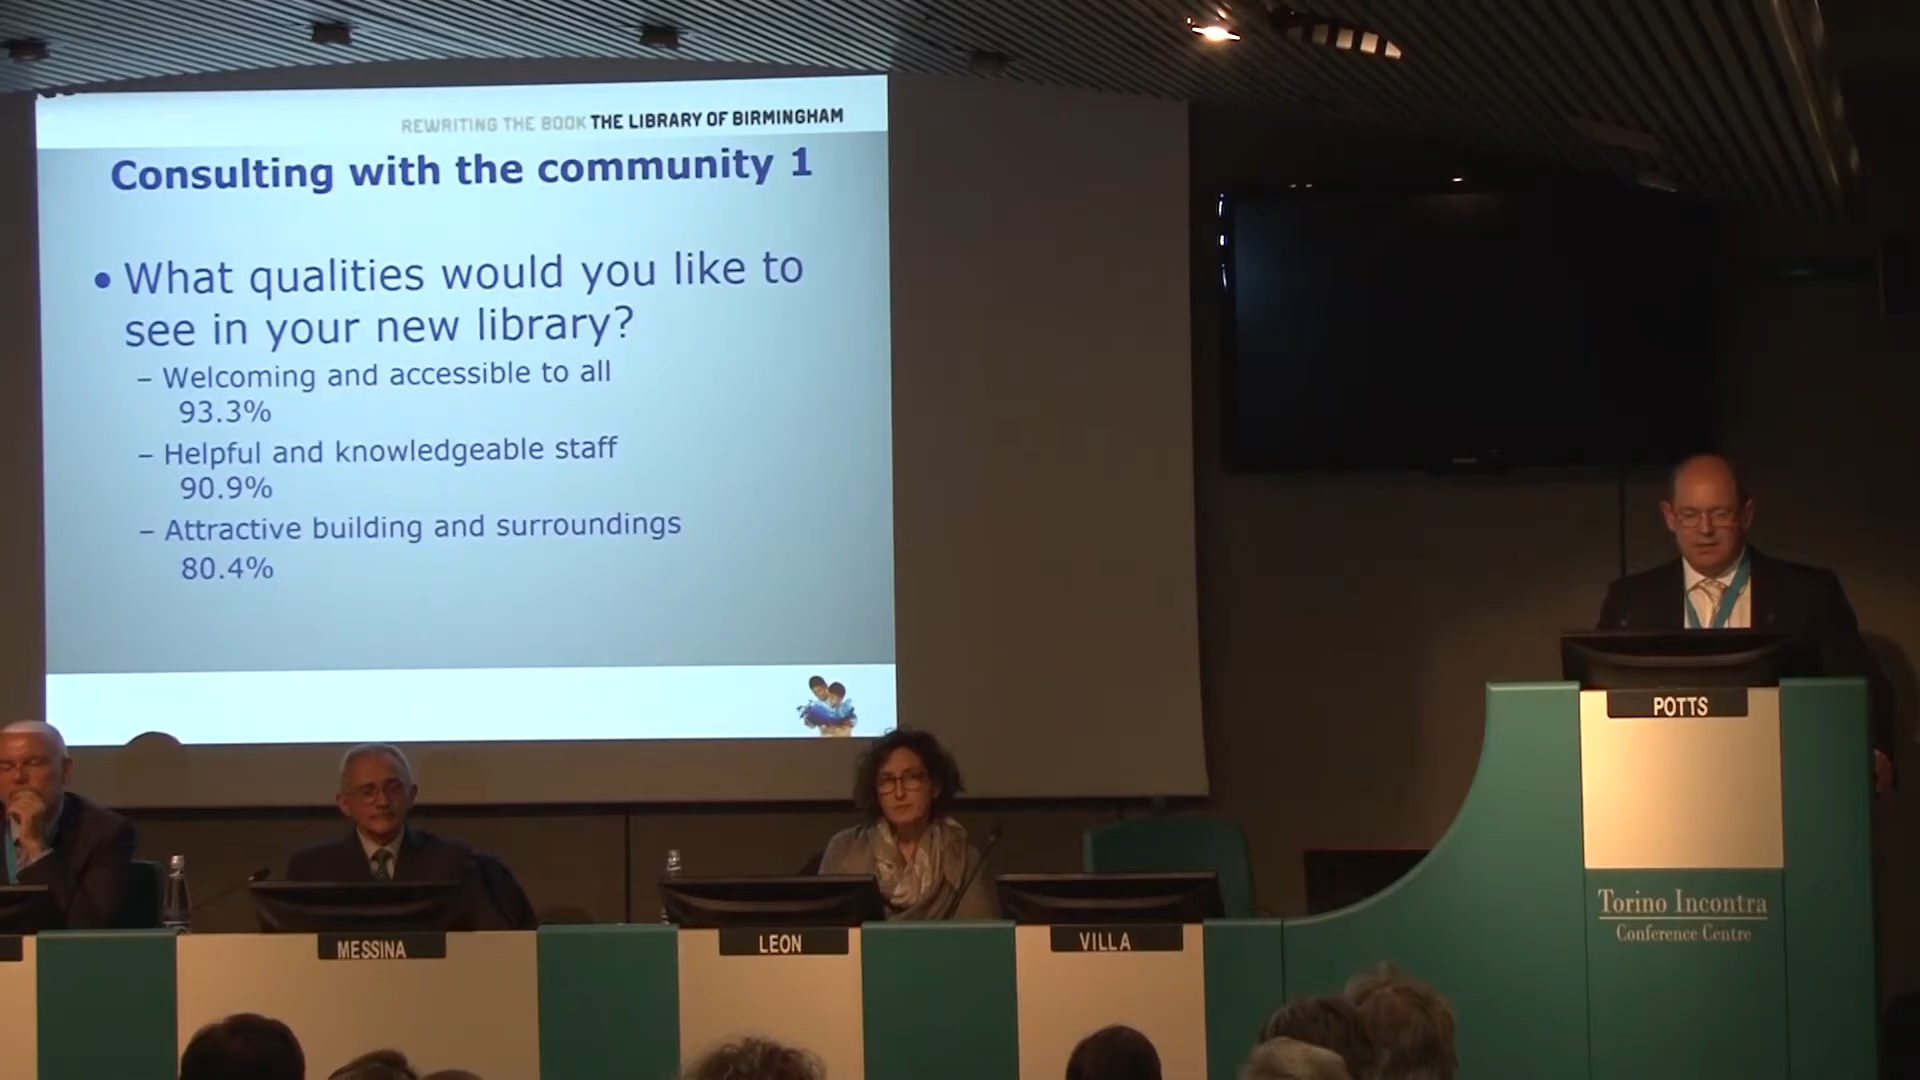 REWRITING THE BOOK THE LIBRARY OF BIRMINGHAM
Consulting with the community 1
• What qualities would you like to
see in your new library?
– Welcoming and accessible to all
93.3%
– Helpful and knowledgeable staff
90.9%
– Attractive building and surroundings
80.4%
POTTS
Torino Incontra
Conference Centre
MESSINA
LEON
VILLA